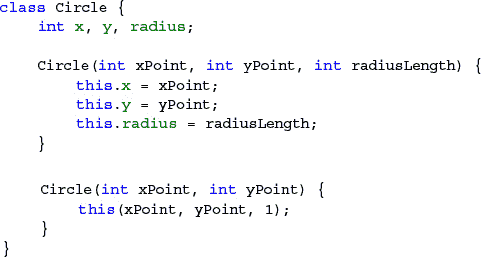 class Circle {
    int x, y, radius;

    Circle(int xPoint, int yPoint, int radiusLength) {
        this.x = xPoint;
        this.y = yPoint;
        this.radius = radiusLength;
    }

    Circle(int xPoint, int yPoint) {
        this(xPoint, yPoint, 1);
    }
}